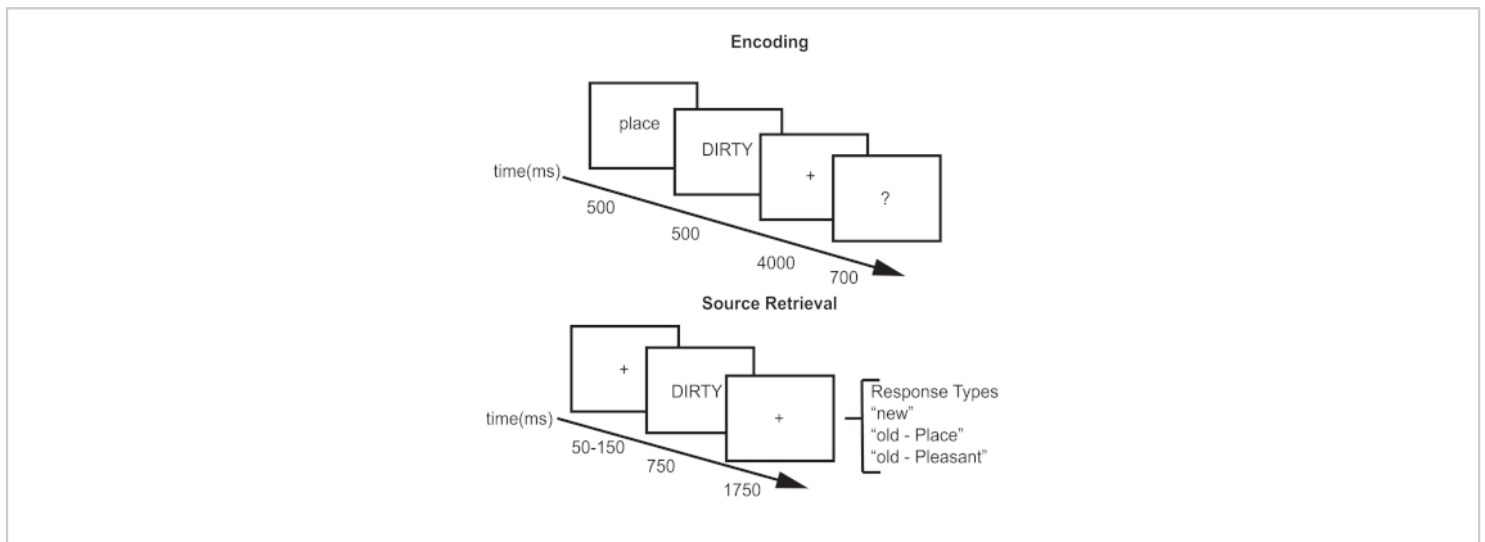 Encoding
place
DIRTY
+
?
time(ms)
500
500
4000
700
Source Retrieval
+
DIRTY
+
time(ms)
50-150
750
1750
Response Types
“new”
“old - Place”
“old - Pleasant”